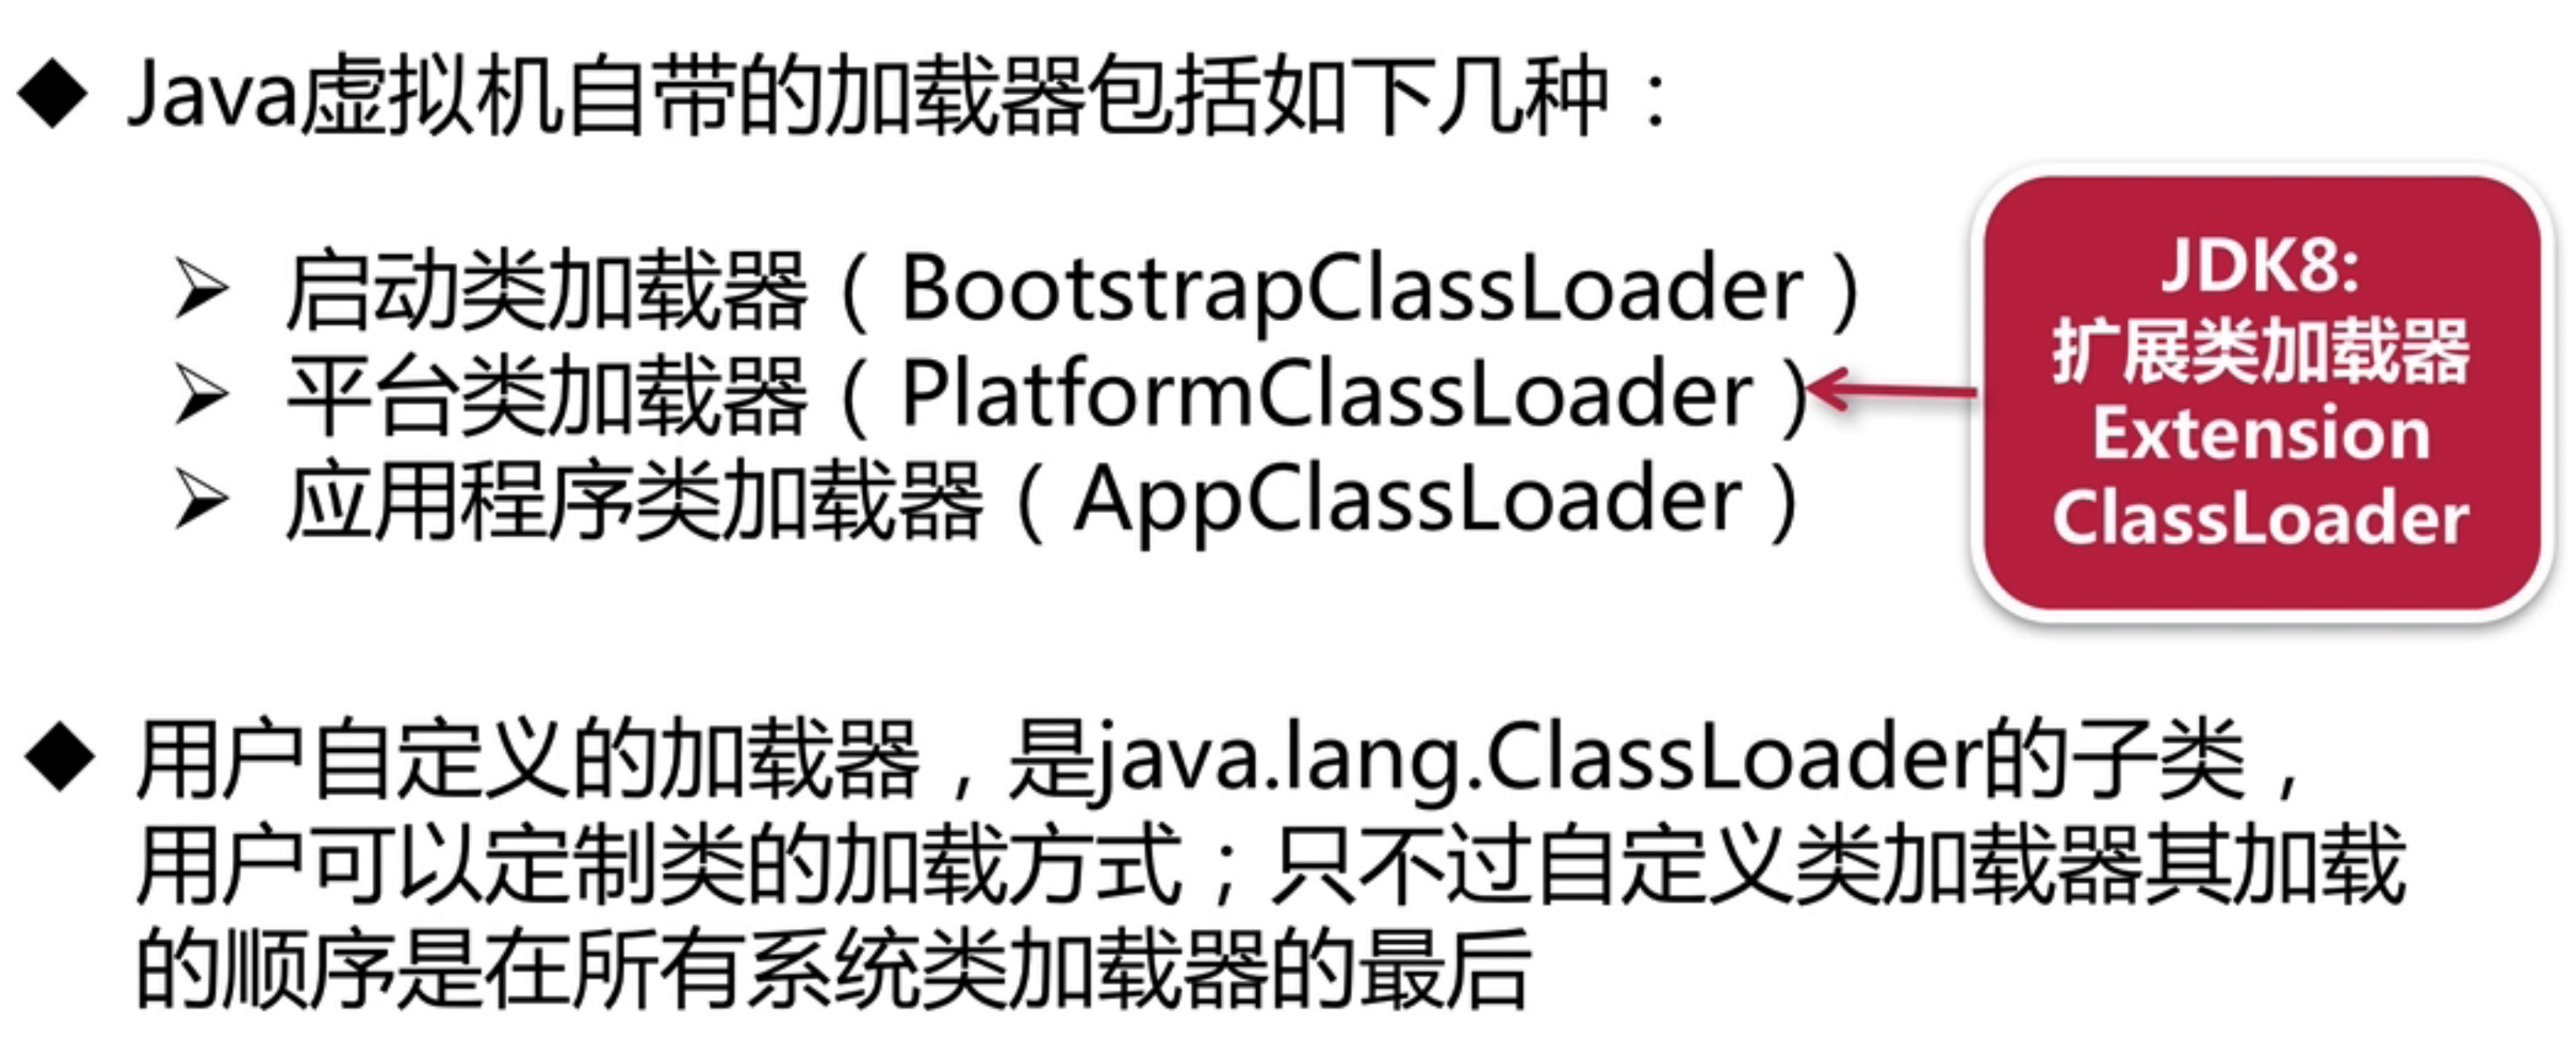 ◆ Java虚拟机自带的加载器包括如下几种：
➢ 启动类加载器（BootstrapClassLoader）
➢ 平台类加载器（PlatformClassLoader）
➢ 应用程序类加载器（AppClassLoader）
JDK8:
扩展类加载器
Extension
ClassLoader
◆ 用户自定义的加载器，是java.lang.ClassLoader的子类，
用户可以定制类的加载方式；只不过自定义类加载器其加载
的顺序是在所有系统类加载器的最后